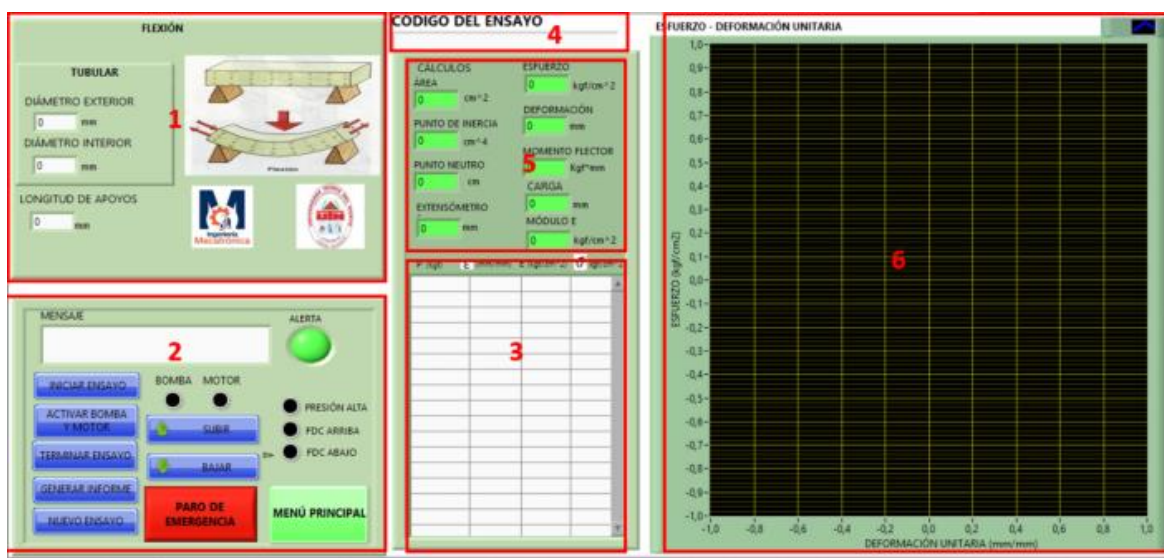 FLEXIÓN
TUBULAR
DIÁMETRO EXTERIOR
0 mm
1
DIÁMETRO INTERIOR
0 mm
LONGITUD DE APOYOS
0 mm
Flexión
Ingeniería
Mecatrónica
UTN
CODIGO DEL ENSAYO
4
CÁLCULOS
ÁREA
0 cm^2
PUNTO DE INERCIA
0 cm^4
PUNTO NEUTRO
0 cm
EXTENSÓMETRO
0 mm
ESFUERZO
0 kgf/cm^2
DEFORMACIÓN
0 mm
MOMENTO FLECTOR
5 Kgf*mm
CARGA
0 mm
MÓDULO E
0 kgf/cm^2
MENSAJE
2
ALERTA
INICIAR ENSAYO
ACTIVAR BOMBA
Y MOTOR
TERMINAR ENSAYO
GENERAR INFORME
NUEVO ENSAYO
BOMBA MOTOR
SUBIR
BAJAR
PRESIÓN ALTA
FDC ARRIBA
FDC ABAJO
PARO DE
EMERGENCIA
MENÚ PRINCIPAL
3
ESFUERZO - DEFORMACIÓN UNITARIA
6
ESFUERZO (kgf/cm2)
1,0
0,9
0,8
0,7
0,6
0,5
0,4
0,3
0,2
0,1
0,0
-0,1
-0,2
-0,3
-0,4
-0,5
-0,6
-0,7
-0,8
-0,9
-1,0
-1,0 -0,8 -0,6 -0,4 -0,2 0,0 0,2 0,4 0,6 0,8 1,0
DEFORMACIÓN UNITARIA (mm/mm)